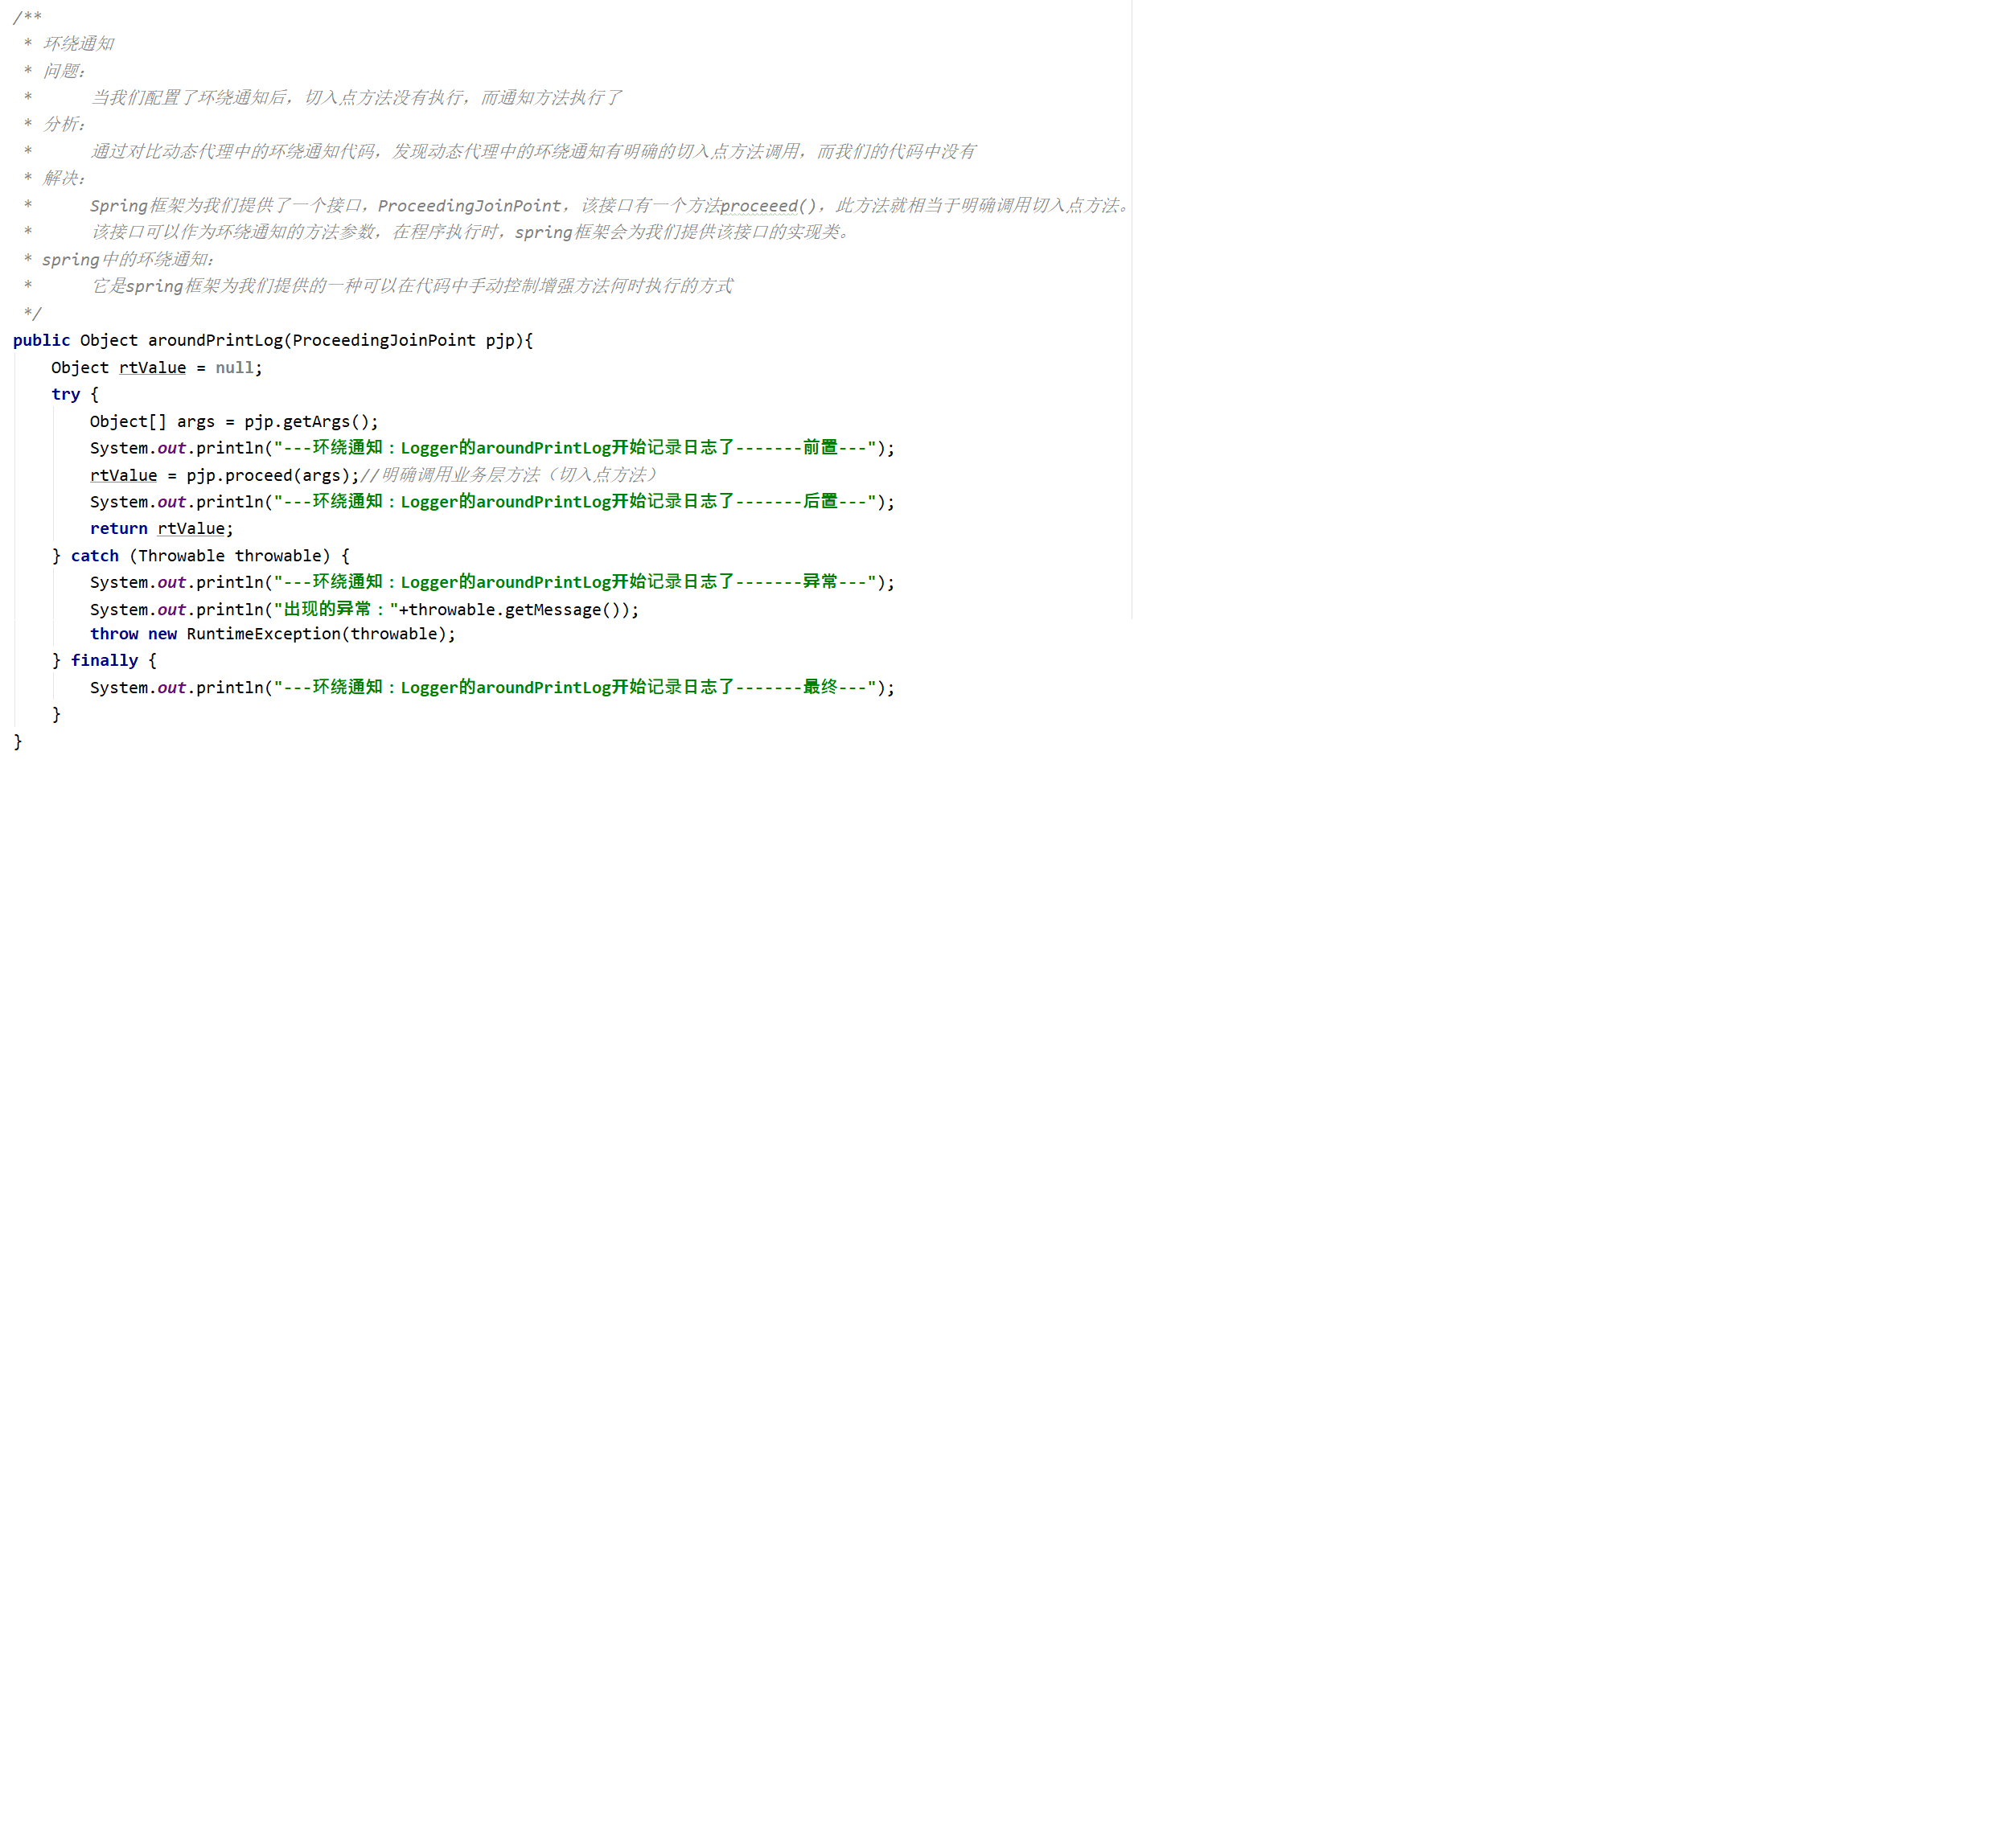 /**
 * 环绕通知
 * 问题：
 *      当我们配置了环绕通知后，切入点方法没有执行，而通知方法执行了
 * 分析：
 *      通过对比动态代理中的环绕通知代码，发现动态代理中的环绕通知有明确的切入点方法调用，而我们的代码中没有
 * 解决：
 *      Spring框架为我们提供了一个接口，ProceedingJoinPoint，该接口有一个方法proceeed()，此方法就相当于明确调用切入点方法。
 *      该接口可以作为环绕通知的方法参数，在程序执行时，spring框架会为我们提供该接口的实现类。
 * spring中的环绕通知：
 *      它是spring框架为我们提供的一种可以在代码中手动控制增强方法何时执行的方式
 */
public Object aroundPrintLog(ProceedingJoinPoint pjp){
    Object rtValue = null;
    try {
        Object[] args = pjp.getArgs();
        System.out.println("---环绕通知：Logger的aroundPrintLog开始记录日志了-------前置---");
        rtValue = pjp.proceed(args);//明确调用业务层方法（切入点方法）
        System.out.println("---环绕通知：Logger的aroundPrintLog开始记录日志了-------后置---");
        return rtValue;
    } catch (Throwable throwable) {
        System.out.println("---环绕通知：Logger的aroundPrintLog开始记录日志了-------异常---");
        System.out.println("出现的异常："+throwable.getMessage());
        throw new RuntimeException(throwable);
    } finally {
        System.out.println("---环绕通知：Logger的aroundPrintLog开始记录日志了-------最终---");
    }
}